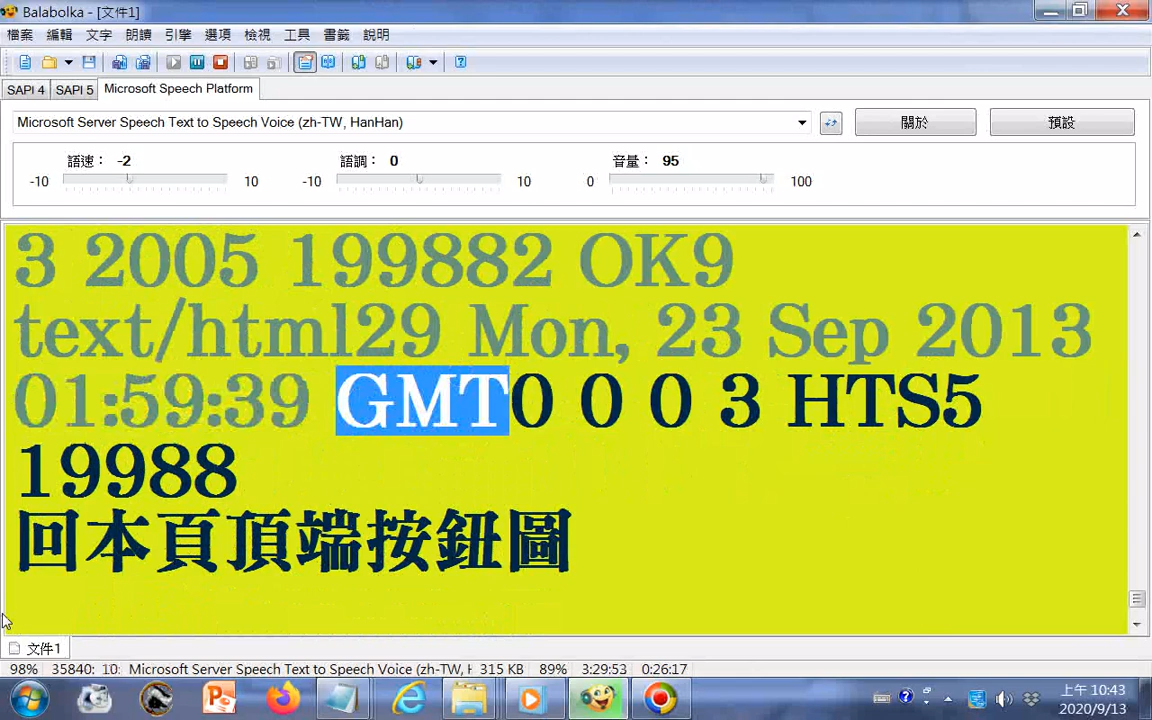 Balabolka - [文件1]
檔案 編輯 文字 朗讀 引擎 選項 檢視 工具 書籤 說明
SAPI 4 SAPI 5 Microsoft Speech Platform
Microsoft Server Speech Text to Speech Voice (zh-TW, HanHan) 關於 預設
語速： -2 語調： 0 音量： 95
-10 10 -10 10 0 100
3 2005 199882 OK9
text/html29 Mon, 23 Sep 2013
01:59:39 GMT0 0 0 3 HTS5
19988
回本頁頂端按鈕圖
文件1
98% 35840: 10: Microsoft Server Speech Text to Speech Voice (zh-TW, 315 KB 89% 3:29:53 0:26:17
上午 10:43
2020/9/13